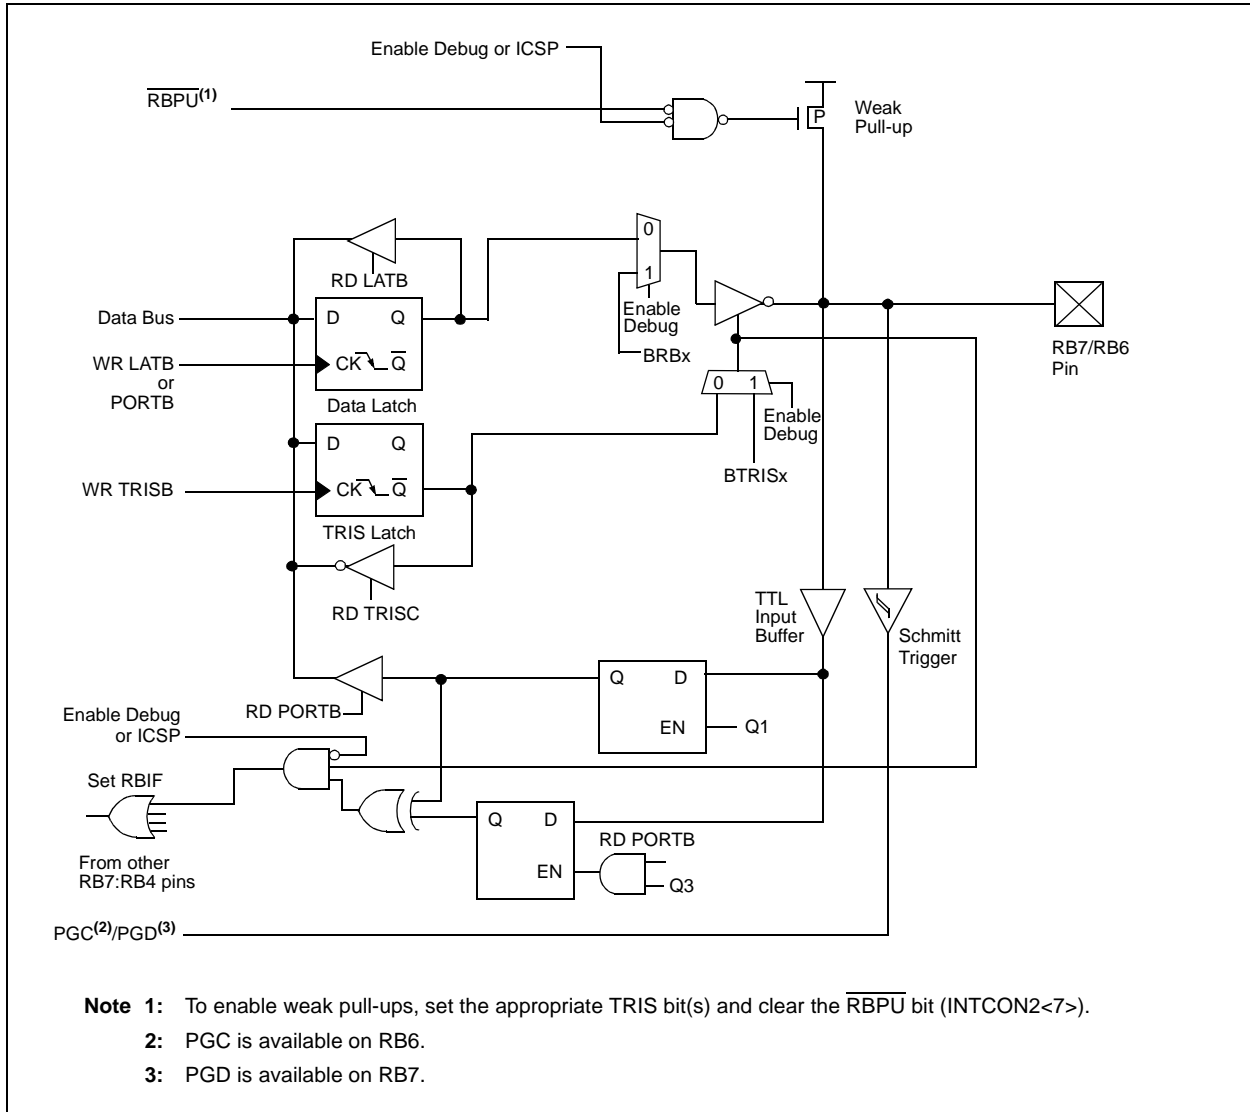 Enable Debug or ICSP
RBPU(1)
P
Weak
Pull-up
0
1
RD LATB
Enable
Debug
BRBx
Data Bus
D Q
WR LATB
or
PORTB
CK Q
Data Latch
RB7/RB6
Pin
0 1
Enable
Debug
BTRISx
D Q
WR TRISB
CK Q
TRIS Latch
RD TRISC
TTL
Input
Buffer
Schmitt
Trigger
Q D
EN
Q1
RD PORTB
Enable Debug
or ICSP
Set RBIF
From other
RB7:RB4 pins
Q D
EN
RD PORTB
Q3
PGC(2)/PGD(3)
Note 1: To enable weak pull-ups, set the appropriate TRIS bit(s) and clear the RBPU bit (INTCON2<7>).
2: PGC is available on RB6.
3: PGD is available on RB7.